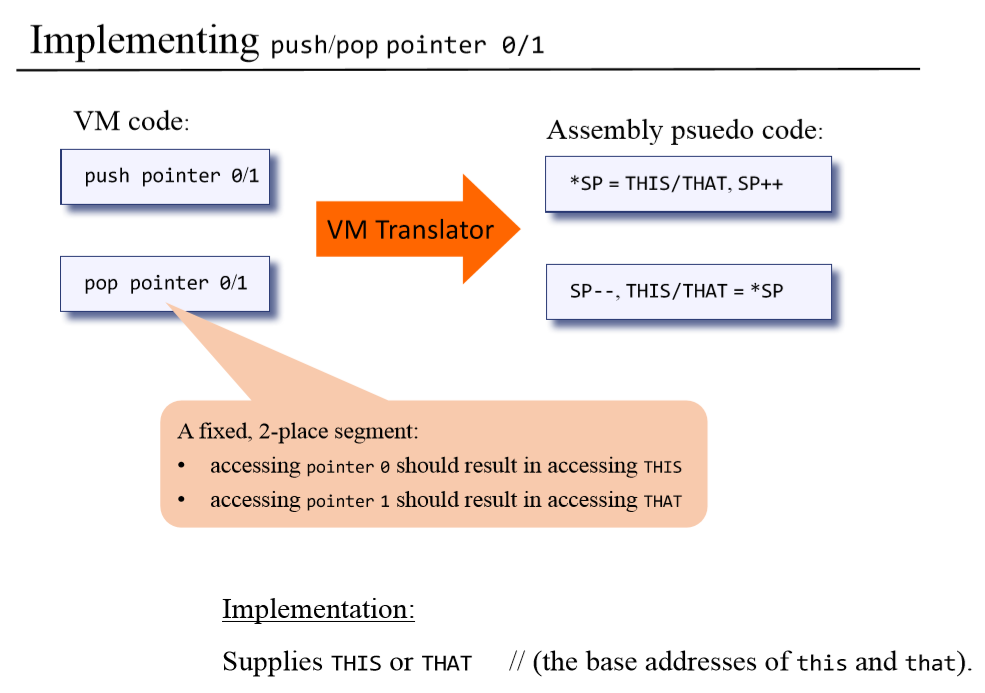 Implementing push/pop pointer 0/1
VM code:
push pointer 0/1
pop pointer 0/1
VM Translator
Assembly psuedo code:
*SP = THIS/THAT, SP++
SP--, THIS/THAT = *SP
A fixed, 2-place segment:
• accessing pointer 0 should result in accessing THIS
• accessing pointer 1 should result in accessing THAT
Implementation:
Supplies THIS or THAT // (the base addresses of this and that).